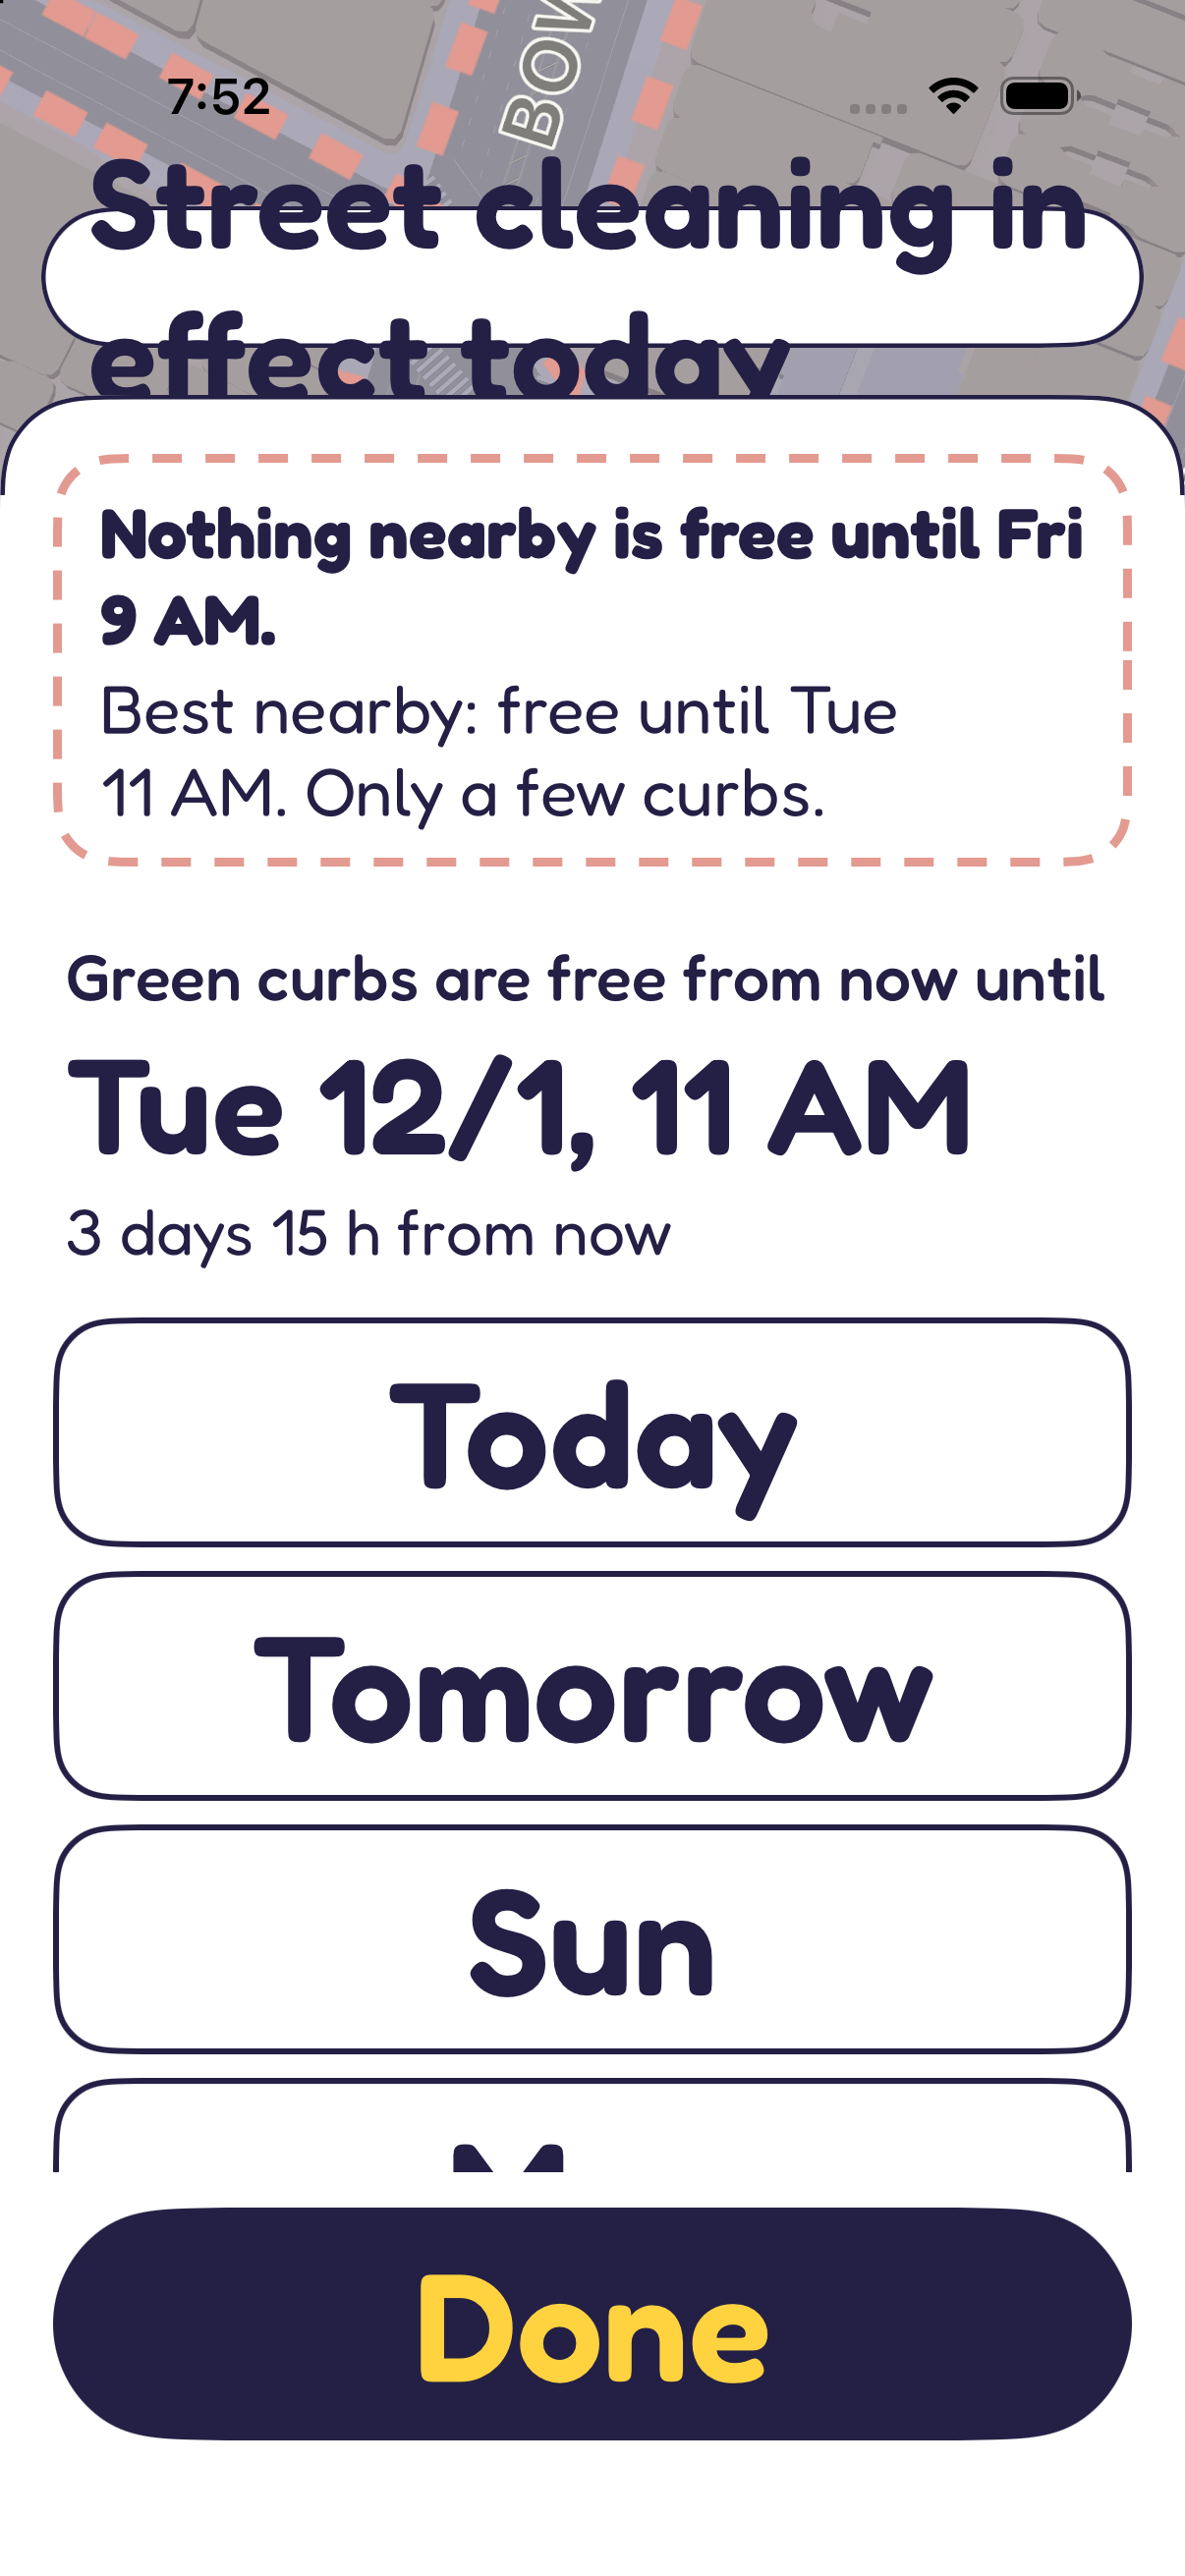 BOW
7:52
Street cleaning in
effect today
Nothing nearby is free until Fri
9 AM.
Best nearby: free until Tue
11 AM. Only a few curbs.
Green curbs are free from now until
Tue 12/1, 11 AM
3 days 15 h from now
Today
Tomorrow
Sun
Done